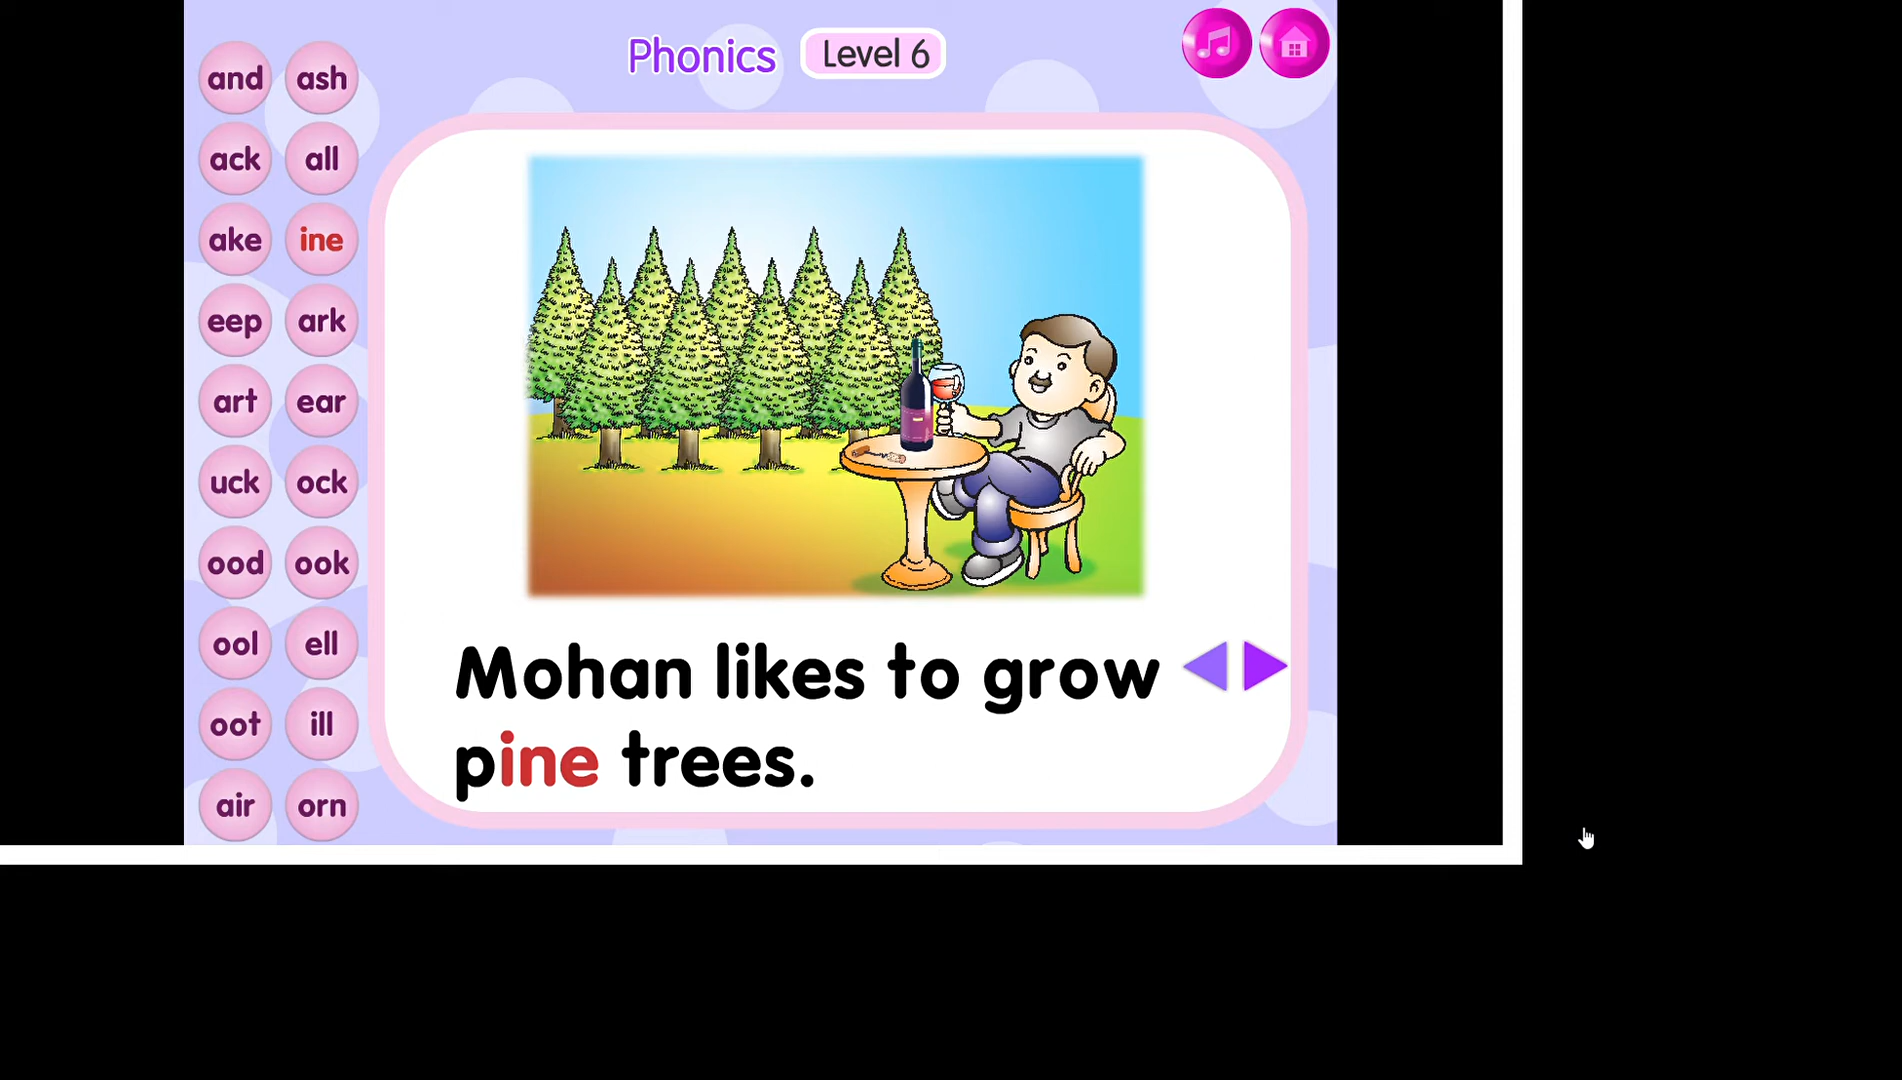 Phonics Level 6
and ash
ack all
ake ine
eep ark
art ear
uck ock
ood ook
ool ell
oot ill
air orn
Mohan likes to grow
pine trees.